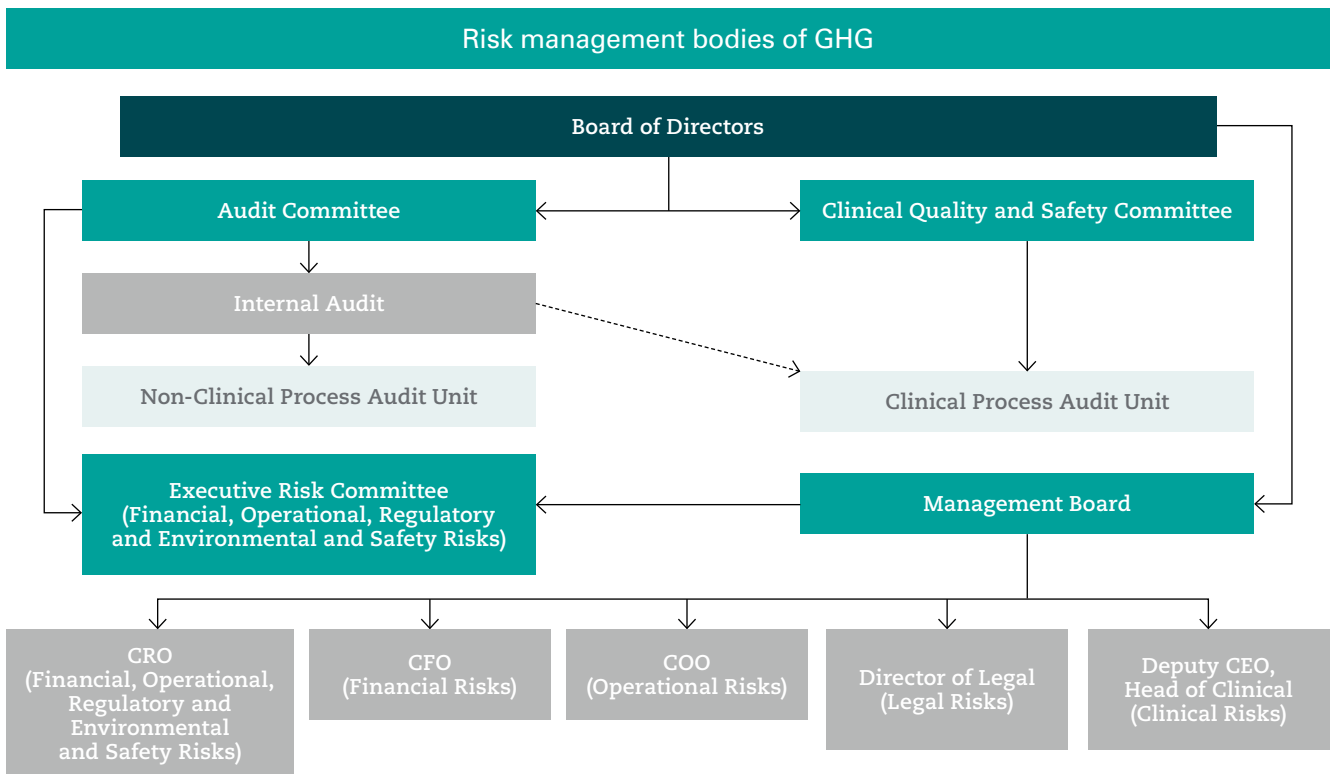 Risk management bodies of GHG
Board of Directors
Audit Committee
Clinical Quality and Safety Committee
Internal Audit
Non-Clinical Process Audit Unit
Clinical Process Audit Unit
Executive Risk Committee
(Financial, Operational, Regulatory
and Environmental and Safety Risks)
Management Board
CRO
(Financial, Operational,
Regulatory and
Environmental
and Safety Risks)
CFO
(Financial Risks)
COO
(Operational Risks)
Director of Legal
(Legal Risks)
Deputy CEO,
Head of Clinical
(Clinical Risks)